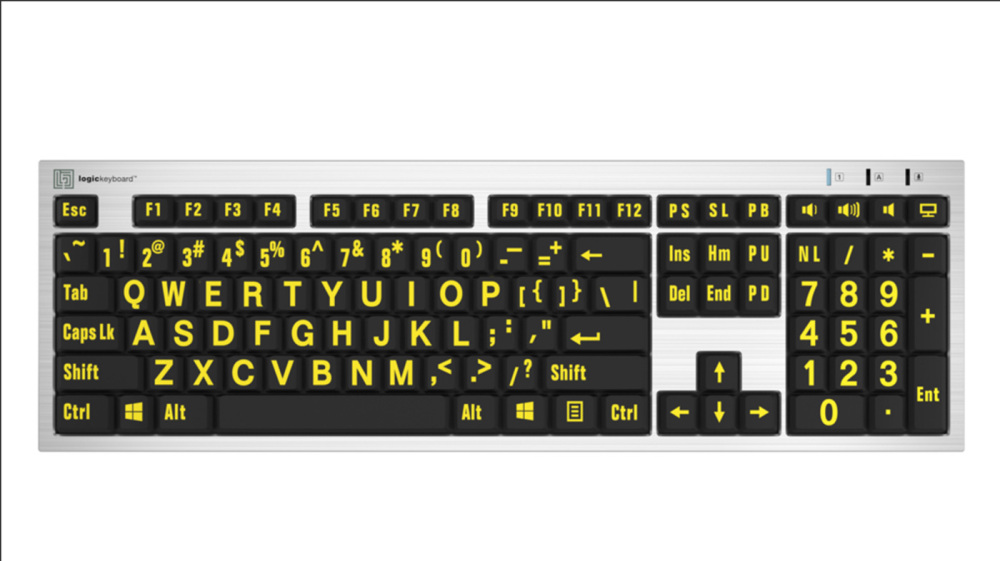 logickeyboard™
1 A 8
Esc F1 F2 F3 F4 F5 F6 F7 F8 F9 F10 F11 F12 PS SL PB
` ~ 1 ! 2 @ 3 # 4 $ 5 % 6 ^ 7 & 8 * 9 ( 0 ) - _ = + ← Ins Hm PU NL / * -
Tab Q W E R T Y U I O P [ { ] } \ | Del End PD 7 8 9 +
Caps Lk A S D F G H J K L ; : ' " ↵ 4 5 6
Shift Z X C V B N M , < . > / ? Shift ↑ 1 2 3 Ent
Ctrl Alt Alt Ctrl ← ↓ → 0 .